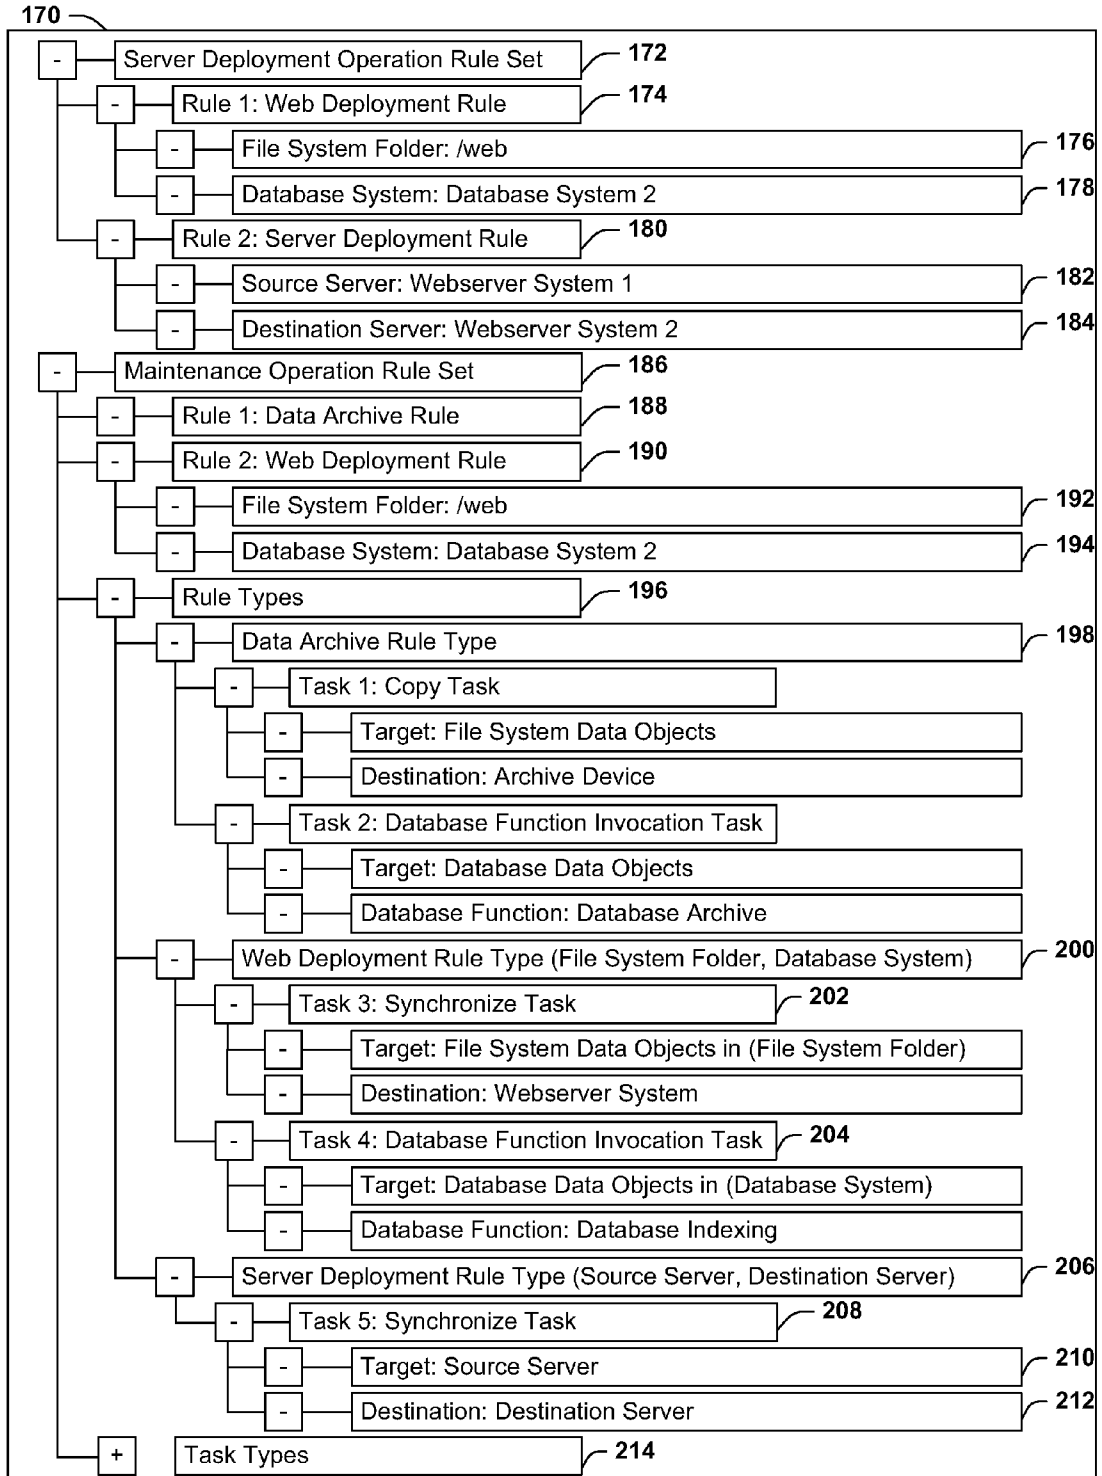 170
- Server Deployment Operation Rule Set 172
- Rule 1: Web Deployment Rule 174
- File System Folder: /web 176
- Database System: Database System 2 178
- Rule 2: Server Deployment Rule 180
- Source Server: Webserver System 1 182
- Destination Server: Webserver System 2 184
- Maintenance Operation Rule Set 186
- Rule 1: Data Archive Rule 188
- Rule 2: Web Deployment Rule 190
- File System Folder: /web 192
- Database System: Database System 2 194
- Rule Types 196
- Data Archive Rule Type 198
- Task 1: Copy Task
- Target: File System Data Objects
- Destination: Archive Device
- Task 2: Database Function Invocation Task
- Target: Database Data Objects
- Database Function: Database Archive
- Web Deployment Rule Type (File System Folder, Database System) 200
- Task 3: Synchronize Task 202
- Target: File System Data Objects in (File System Folder)
- Destination: Webserver System
- Task 4: Database Function Invocation Task 204
- Target: Database Data Objects in (Database System)
- Database Function: Database Indexing
- Server Deployment Rule Type (Source Server, Destination Server) 206
- Task 5: Synchronize Task 208
- Target: Source Server 210
- Destination: Destination Server 212
+ Task Types 214